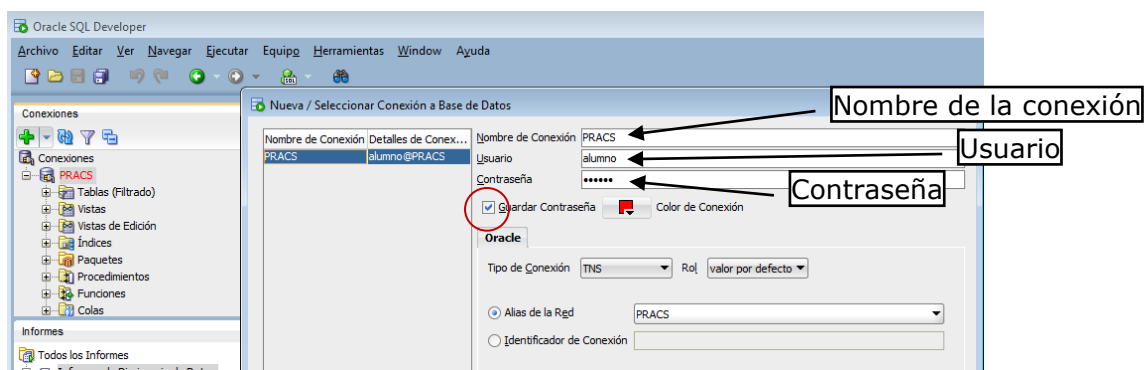 Oracle SQL Developer
Archivo Editar Ver Navegar Ejecutar Equipo Herramientas Window Ayuda
Conexiones
Conexiones
PRACS
Tablas (Filtrado)
Vistas
Vistas de Edición
Índices
Paquetes
Procedimientos
Funciones
Colas
Informes
Todos los Informes
Nueva / Seleccionar Conexión a Base de Datos
Nombre de Conexión Detalles de Conex...
PRACS alumno@PRACS
Nombre de Conexión PRACS
Usuario alumno
Contraseña ••••••
Guardar Contraseña Color de Conexión
Oracle
Tipo de Conexión TNS Rol valor por defecto
Alias de la Red PRACS
Identificador de Conexión
Nombre de la conexión
Usuario
Contraseña